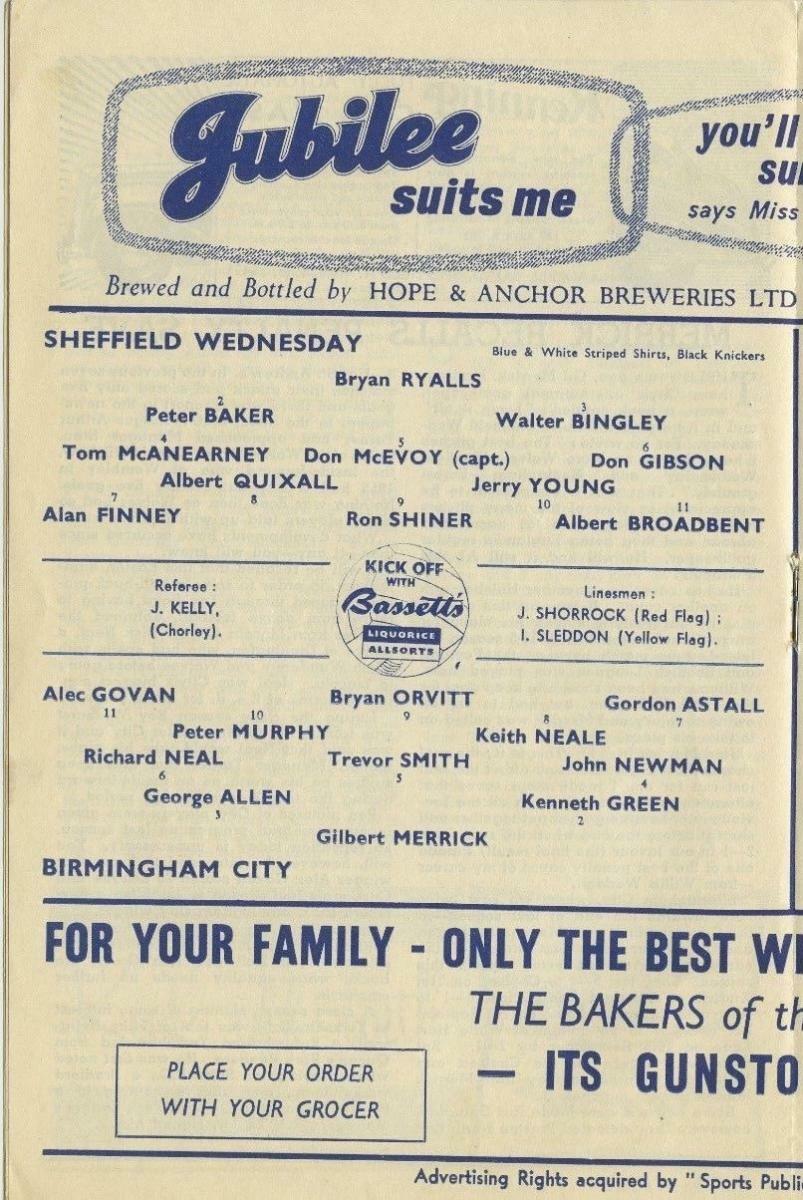 Jubilee
suits me
you'll
says Miss
Brewed and Bottled by HOPE & ANCHOR BREWERIES LTD
SHEFFIELD WEDNESDAY
Blue & White Striped Shirts, Black Knickers
Bryan RYALLS
2 3
Peter BAKER Walter BINGLEY
4 5 6
Tom McANEARNEY Don McEVOY (capt.) Don GIBSON
Albert QUIXALL Jerry YOUNG
7 8 9 10 11
Alan FINNEY Ron SHINER Albert BROADBENT
KICK OFF
WITH
Bassett's
LIQUORICE
ALLSORTS
Referee :
J. KELLY,
(Chorley).
Linesmen :
J. SHORROCK (Red Flag) ;
I. SLEDDON (Yellow Flag).
Alec GOVAN Bryan ORVITT Gordon ASTALL
11 10 9 8 7
Peter MURPHY Keith NEALE
Richard NEAL Trevor SMITH John NEWMAN
6 5 4
George ALLEN Kenneth GREEN
3 2
Gilbert MERRICK
BIRMINGHAM CITY
FOR YOUR FAMILY - ONLY THE BEST
THE BAKERS of
— ITS
PLACE YOUR ORDER
WITH YOUR GROCER
Advertising Rights acquired by "Sports